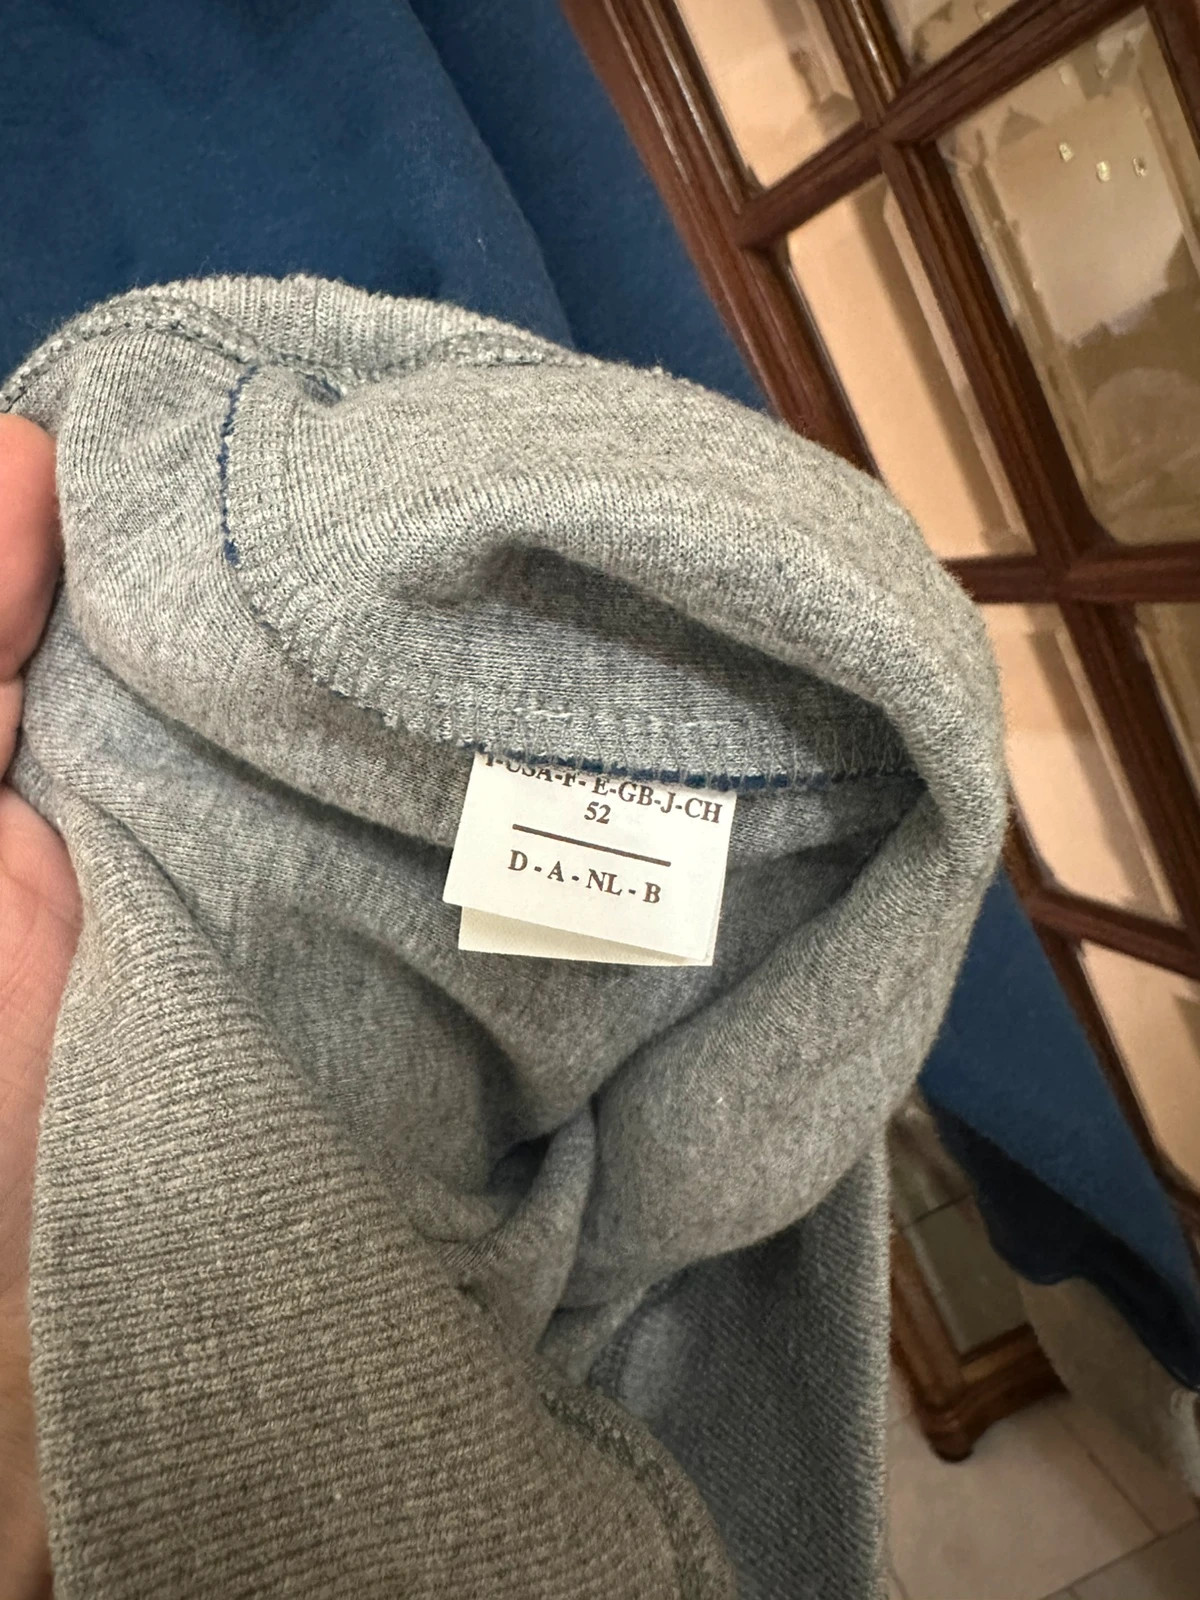 I-USA-F- E-GB-J-CH
52
D - A - NL - B